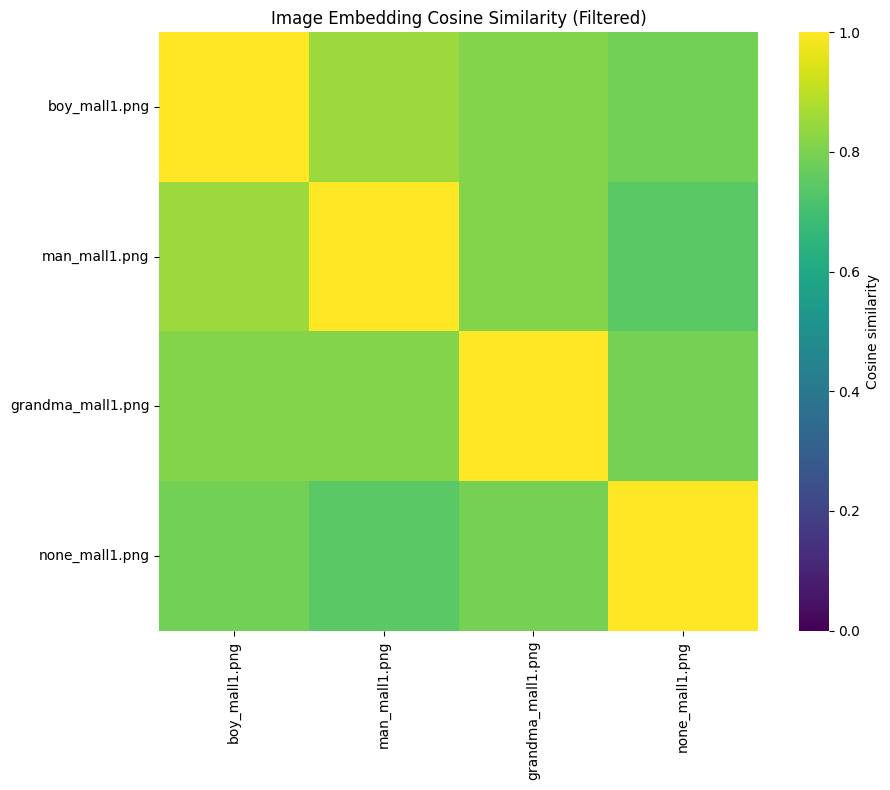 Image Embedding Cosine Similarity (Filtered)
boy_mall1.png
man_mall1.png
grandma_mall1.png
none_mall1.png
boy_mall1.png
man_mall1.png
grandma_mall1.png
none_mall1.png
1.0
0.8
0.6
0.4
0.2
0.0
Cosine similarity